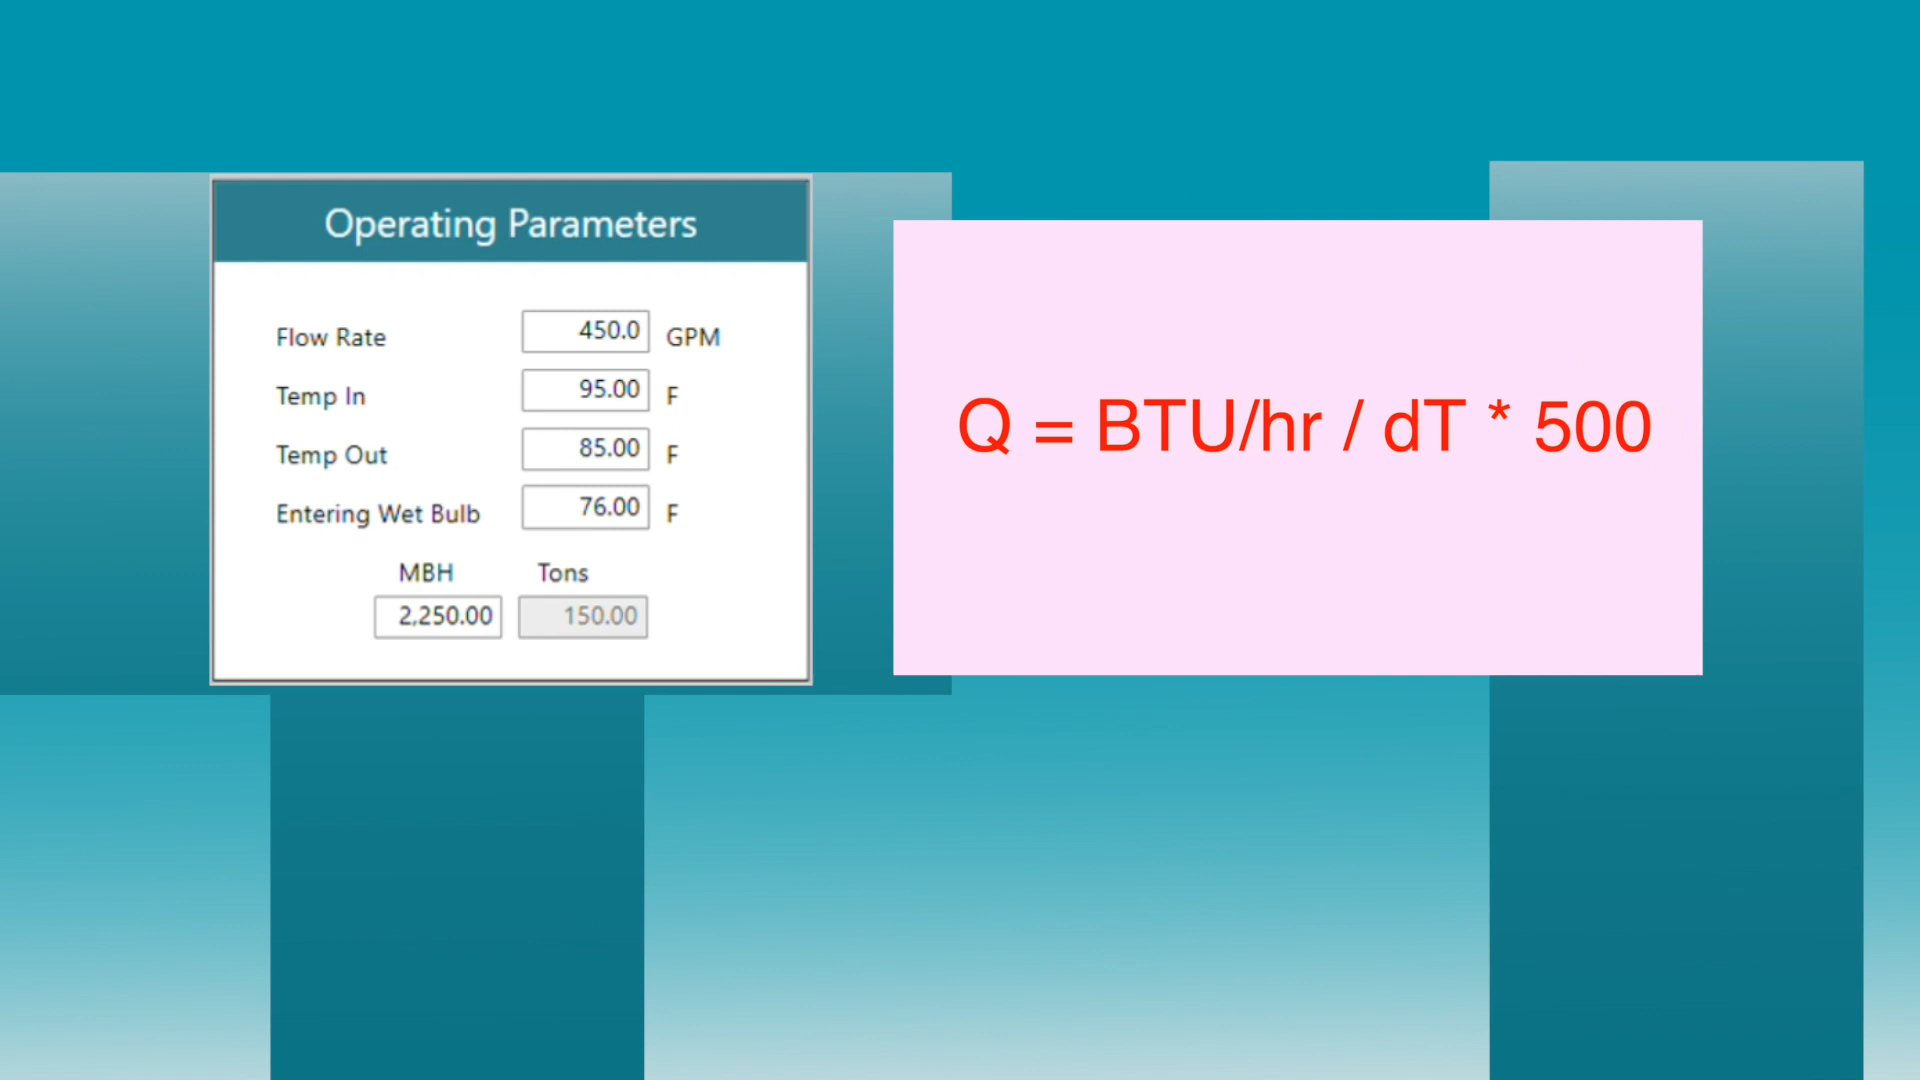 Operating Parameters
Flow Rate 450.0 GPM
Temp In 95.00 F
Temp Out 85.00 F
Entering Wet Bulb 76.00 F
MBH Tons
2,250.00 150.00
Q = BTU/hr / dT * 500